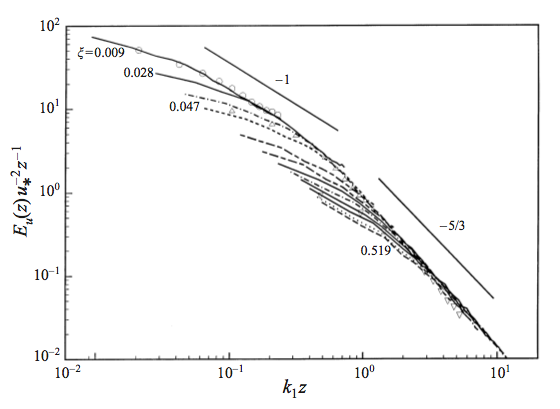 10²
ξ = 0.009
0.028
−1
10¹
0.047
E_u(z) u_*^{−2} z^{−1}
10⁰
−5/3
0.519
10⁻¹
10⁻²
10⁻² 10⁻¹ 10⁰ 10¹
k₁z